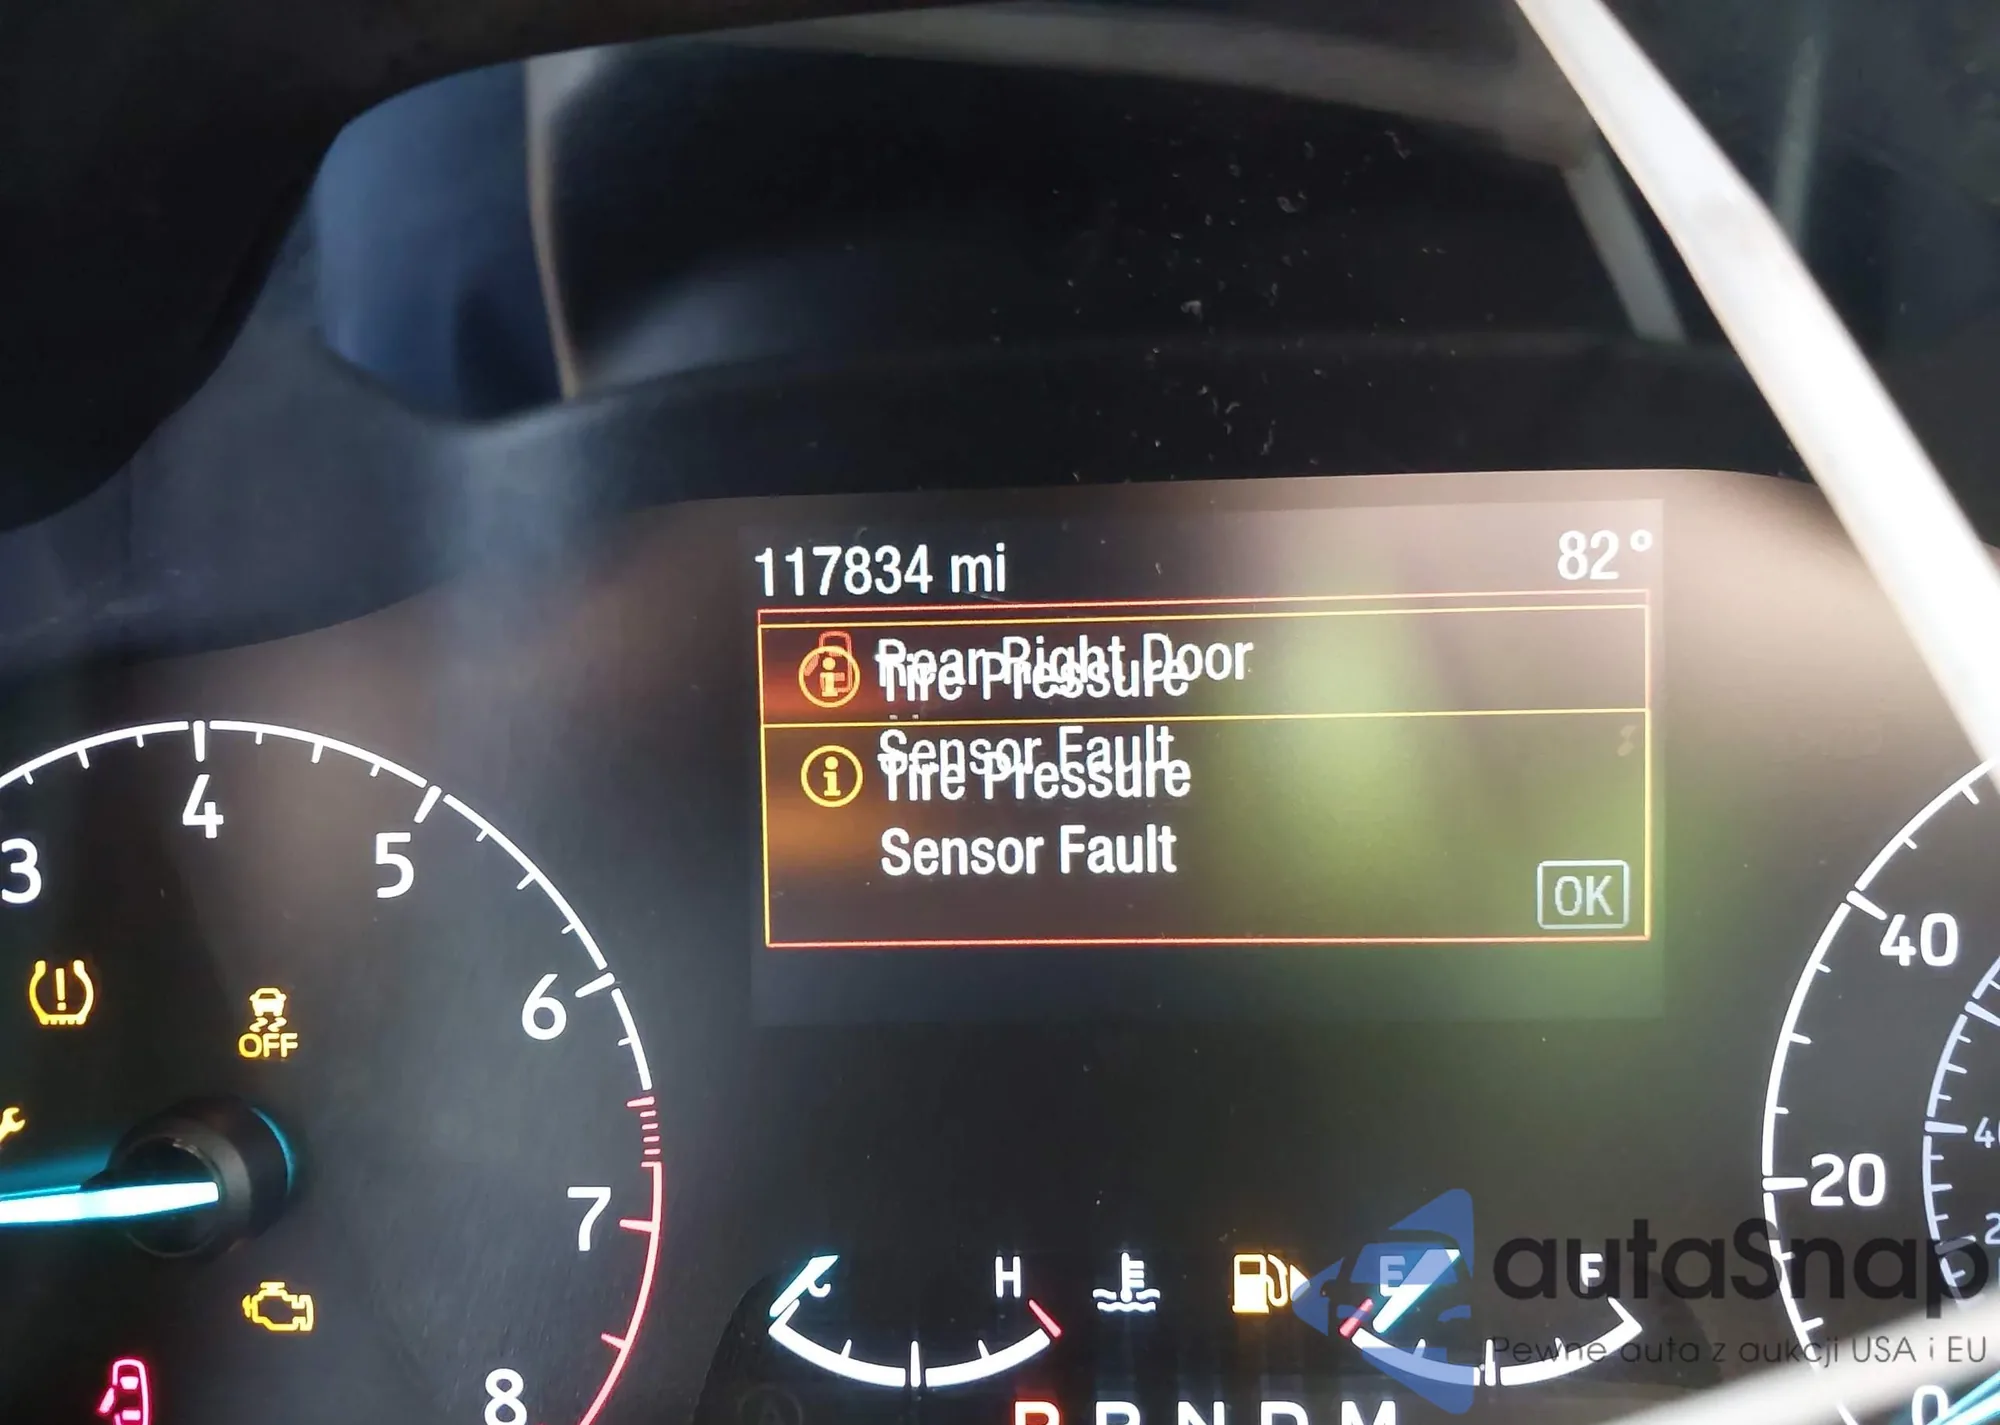 117834 mi 82°
Rear Right Door
Tire Pressure
Sensor Fault
Tire Pressure
Sensor Fault
OK
3 4 5 6 7 8
OFF
40
20
0
C H
E F
P R N D M
autaSnap
Pewne auta z aukcji USA i EU